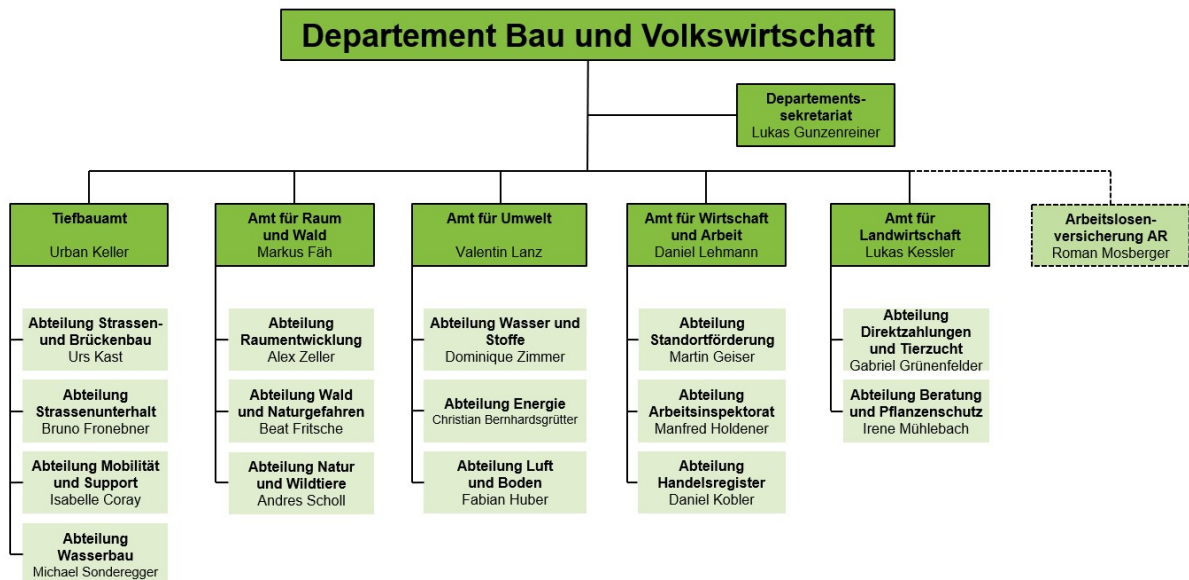 Departement Bau und Volkswirtschaft
Departements-
sekretariat
Lukas Gunzenreiner
Tiefbauamt
Urban Keller
Amt für Raum
und Wald
Markus Fäh
Amt für Umwelt
Valentin Lanz
Amt für Wirtschaft
und Arbeit
Daniel Lehmann
Amt für
Landwirtschaft
Lukas Kessler
Arbeitslosen-
versicherung AR
Roman Mosberger
Abteilung Strassen-
und Brückenbau
Urs Kast
Abteilung
Strassenunterhalt
Bruno Fronebner
Abteilung Mobilität
und Support
Isabelle Coray
Abteilung
Wasserbau
Michael Sonderegger
Abteilung
Raumentwicklung
Alex Zeller
Abteilung Wald
und Naturgefahren
Beat Fritsche
Abteilung Natur
und Wildtiere
Andres Scholl
Abteilung Wasser und
Stoffe
Dominique Zimmer
Abteilung Energie
Christian Bernhardsgrütter
Abteilung Luft
und Boden
Fabian Huber
Abteilung
Standortförderung
Martin Geiser
Abteilung
Arbeitsinspektorat
Manfred Holdener
Abteilung
Handelsregister
Daniel Kobler
Abteilung
Direktzahlungen
und Tierzucht
Gabriel Grünenfelder
Abteilung Beratung
und Pflanzenschutz
Irene Mühlebach